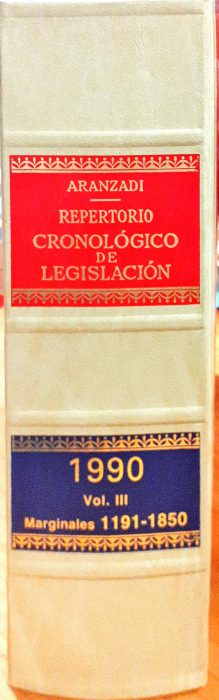 ARANZADI
REPERTORIO
CRONOLÓGICO
DE
LEGISLACIÓN
1990
Vol. III
Marginales 1191-1850